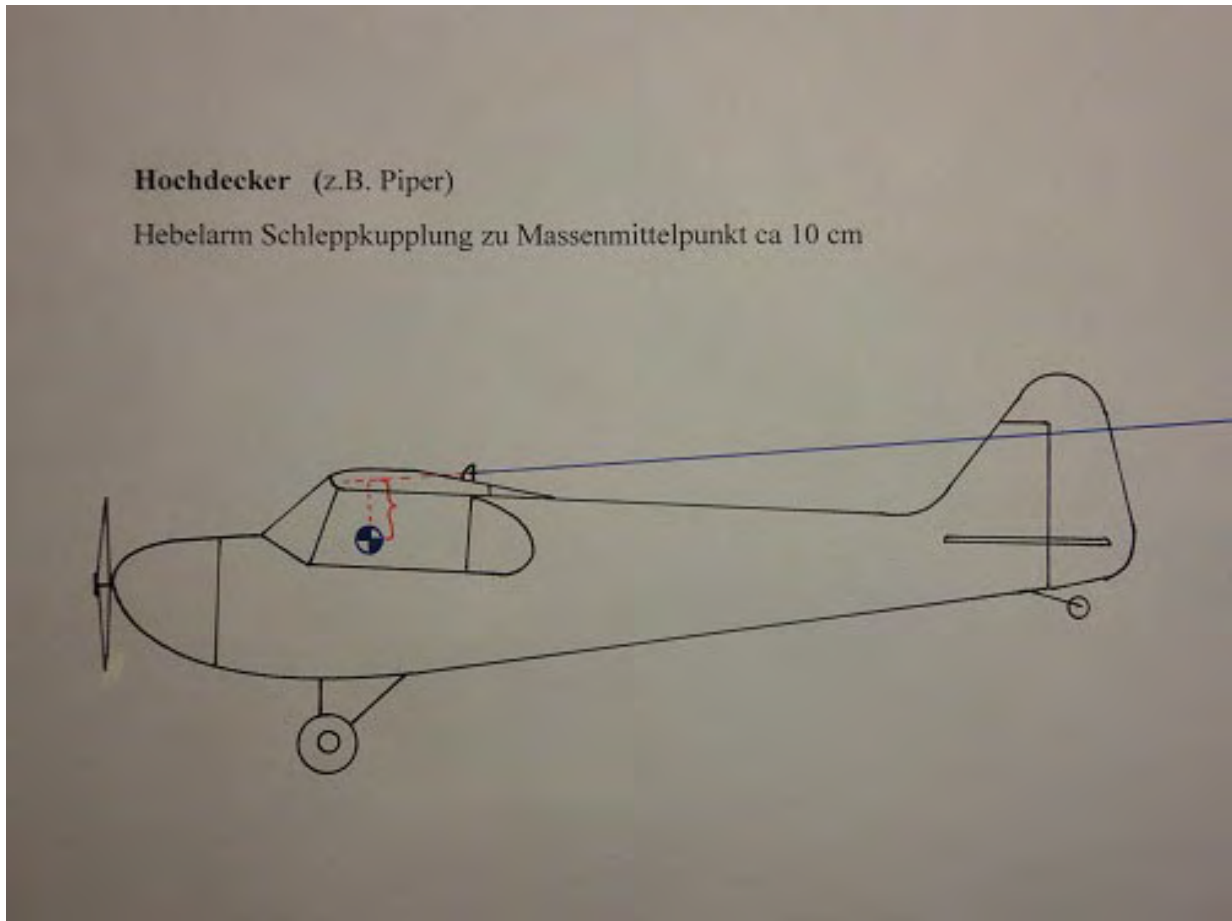 Hochdecker (z.B. Piper)
Hebelarm Schleppkupplung zu Massenmittelpunkt ca 10 cm